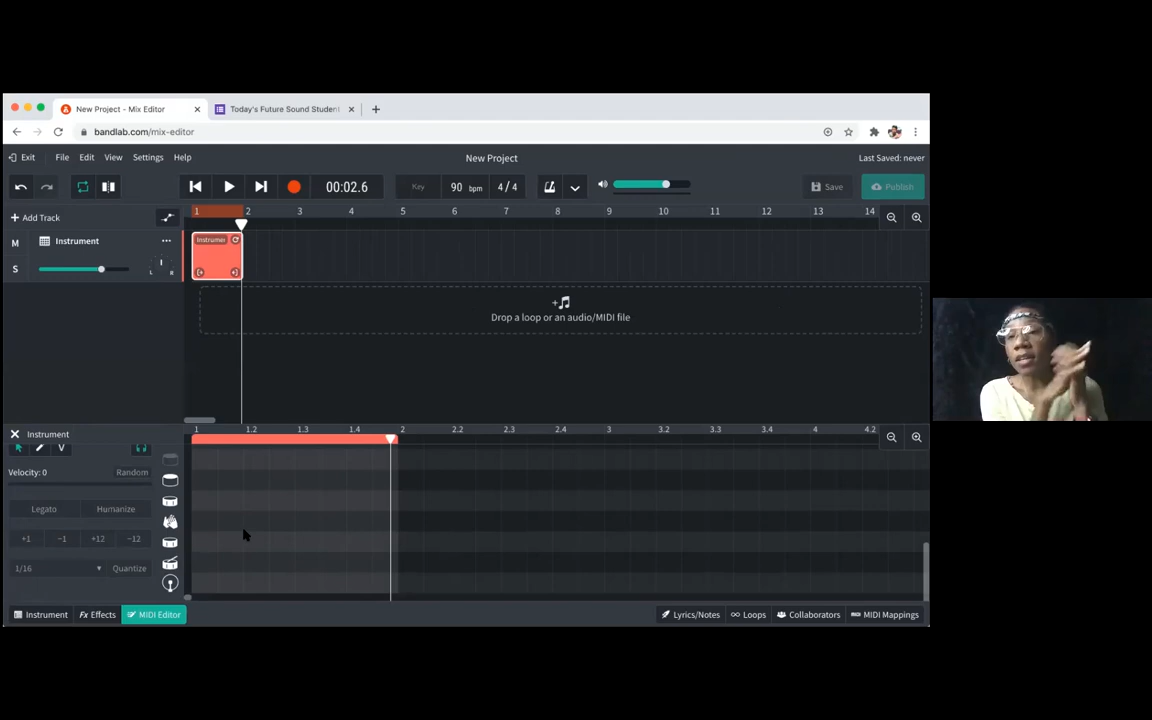 New Project - Mix Editor
Today's Future Sound Studen
bandlab.com/mix-editor
Exit File Edit View Settings Help New Project Last Saved: never
00:02.6 Key 90 bpm 4/4 Save Publish
Add Track 1 2 3 4 5 6 7 8 9 10 11 12 13 14
M Instrument
S L R
Instrumen
Drop a loop or an audio/MIDI file
Instrument 1 1.2 1.3 1.4 2 2.2 2.3 2.4 3 3.2 3.3 3.4 4 4.2
V
Velocity: 0 Random
Legato Humanize
+1 −1 +12 −12
1/16 Quantize
Instrument Fx Effects MIDI Editor Lyrics/Notes Loops Collaborators MIDI Mappings